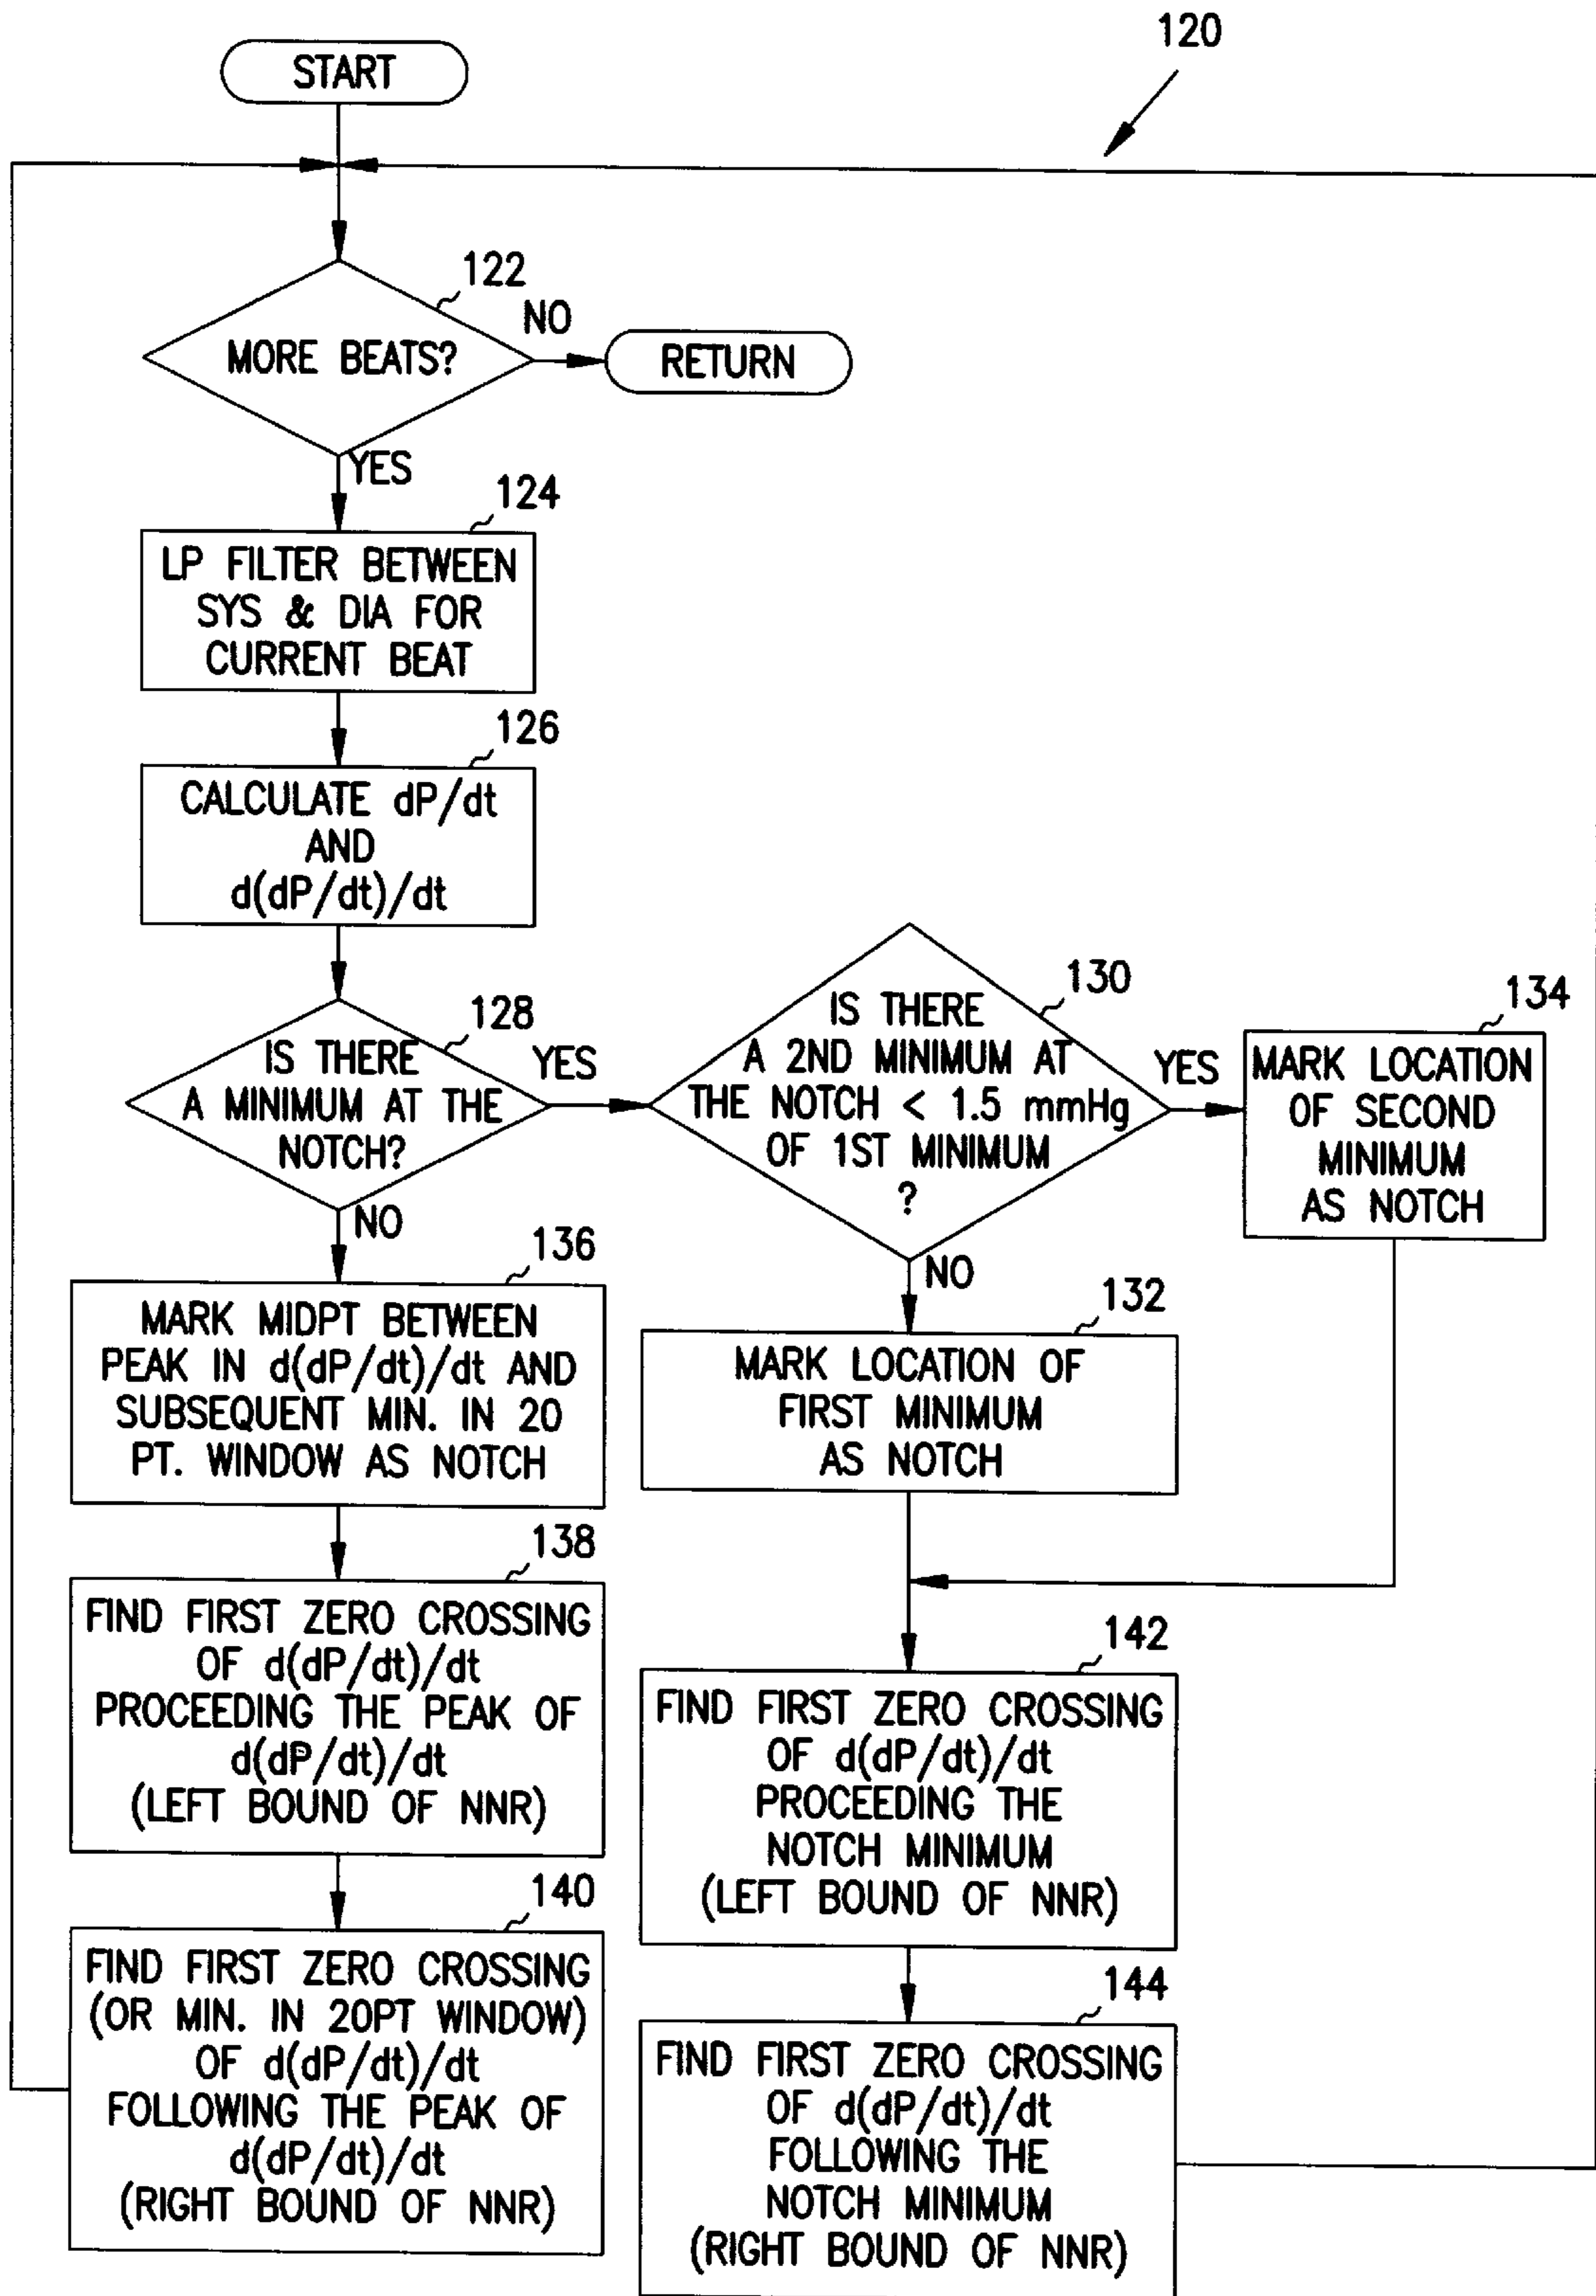 120
START
122
MORE BEATS?
NO
RETURN
YES
124
LP FILTER BETWEEN
SYS & DIA FOR
CURRENT BEAT
126
CALCULATE dP/dt
AND
d(dP/dt)/dt
128
IS THERE
A MINIMUM AT THE
NOTCH?
YES
130
IS THERE
A 2ND MINIMUM AT
THE NOTCH < 1.5 mmHg
OF 1ST MINIMUM
?
YES
134
MARK LOCATION
OF SECOND
MINIMUM
AS NOTCH
NO
136
MARK MIDPT BETWEEN
PEAK IN d(dP/dt)/dt AND
SUBSEQUENT MIN. IN 20
PT. WINDOW AS NOTCH
NO
132
MARK LOCATION OF
FIRST MINIMUM
AS NOTCH
138
FIND FIRST ZERO CROSSING
OF d(dP/dt)/dt
PROCEEDING THE PEAK OF
d(dP/dt)/dt
(LEFT BOUND OF NNR)
142
FIND FIRST ZERO CROSSING
OF d(dP/dt)/dt
PROCEEDING THE
NOTCH MINIMUM
(LEFT BOUND OF NNR)
140
FIND FIRST ZERO CROSSING
(OR MIN. IN 20PT WINDOW)
OF d(dP/dt)/dt
FOLLOWING THE PEAK OF
d(dP/dt)/dt
(RIGHT BOUND OF NNR)
144
FIND FIRST ZERO CROSSING
OF d(dP/dt)/dt
FOLLOWING THE
NOTCH MINIMUM
(RIGHT BOUND OF NNR)